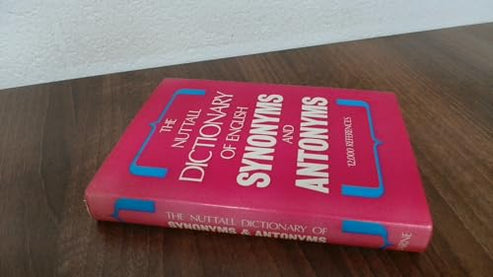 THE
NUTTALL
DICTIONARY
OF ENGLISH
SYNONYMS
AND
ANTONYMS
12,000 REFERENCES
THE NUTTALL DICTIONARY OF
SYNONYMS & ANTONYMS